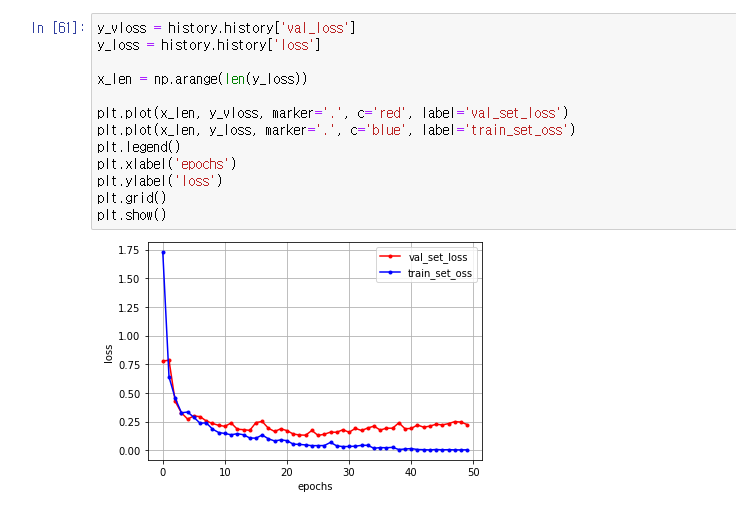 In [61]:
y_vloss = history.history['val_loss']
y_loss = history.history['loss']
x_len = np.arange(len(y_loss))
plt.plot(x_len, y_vloss, marker='.', c='red', label='val_set_loss')
plt.plot(x_len, y_loss, marker='.', c='blue', label='train_set_oss')
plt.legend()
plt.xlabel('epochs')
plt.ylabel('loss')
plt.grid()
plt.show()
val_set_loss
train_set_oss
1.75
1.50
1.25
1.00
0.75
0.50
0.25
0.00
loss
0 10 20 30 40 50
epochs